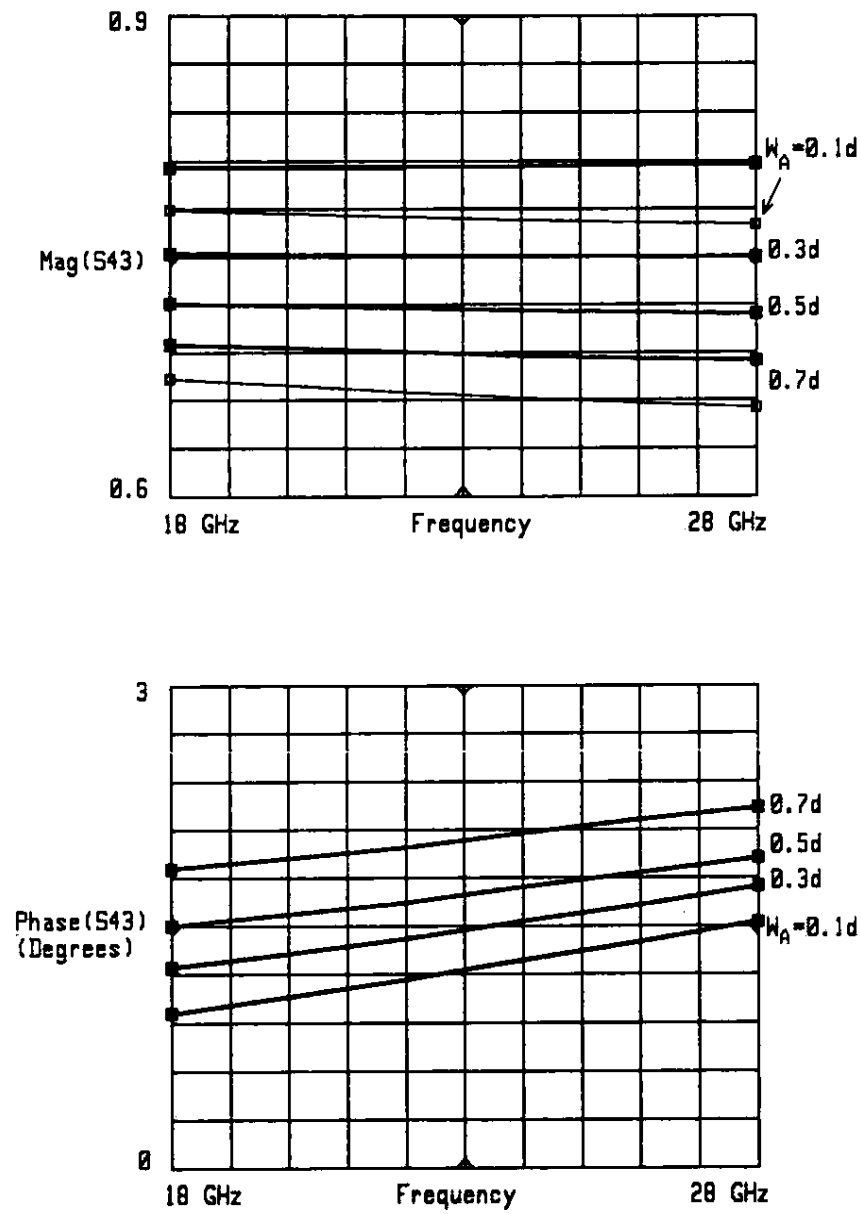 0.9
W_A=0.1d
Mag(S43)
0.3d
0.5d
0.7d
0.6
18 GHz Frequency 28 GHz
3
0.7d
0.5d
0.3d
Phase(S43)
(Degrees)
W_A=0.1d
0
18 GHz Frequency 28 GHz